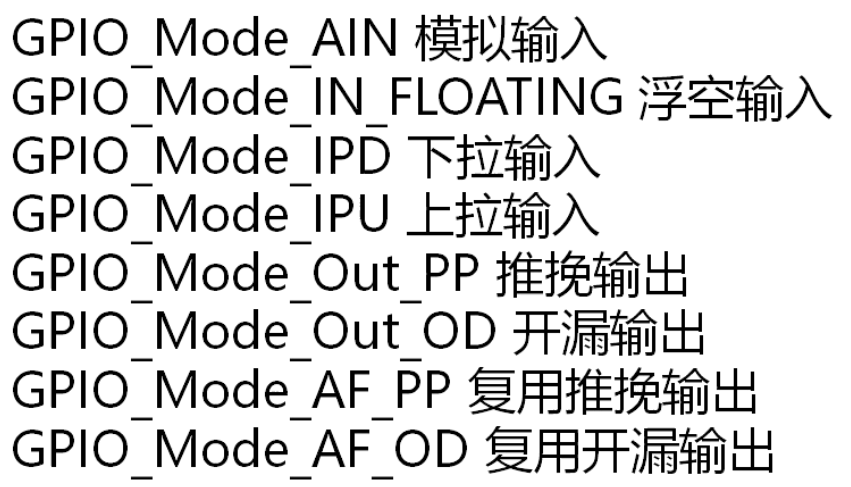 GPIO_Mode_AIN 模拟输入
GPIO_Mode_IN_FLOATING 浮空输入
GPIO_Mode_IPD 下拉输入
GPIO_Mode_IPU 上拉输入
GPIO_Mode_Out_PP 推挽输出
GPIO_Mode_Out_OD 开漏输出
GPIO_Mode_AF_PP 复用推挽输出
GPIO_Mode_AF_OD 复用开漏输出